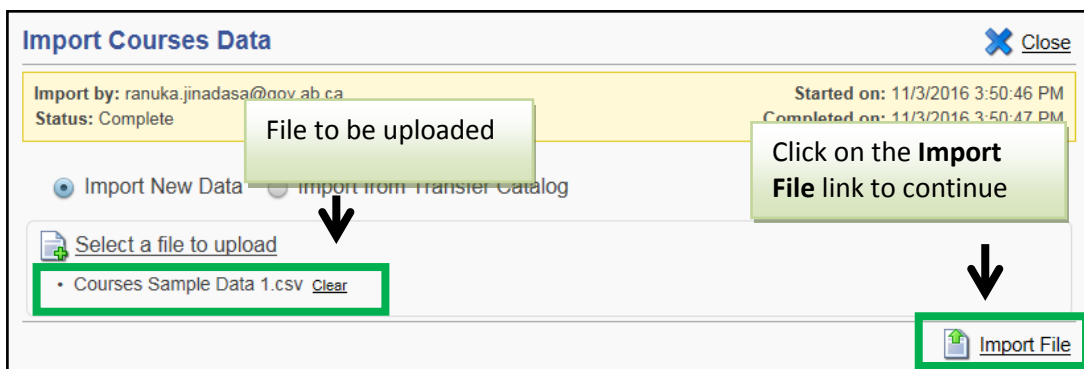 Import Courses Data
Close
Import by: ranuka.jinadasa@gov.ab.ca
Started on: 11/3/2016 3:50:46 PM
Status: Complete
Completed on: 11/3/2016 3:50:47 PM
File to be uploaded
Click on the Import
File link to continue
Import New Data
Import from Transfer Catalog
Select a file to upload
• Courses Sample Data 1.csv Clear
Import File